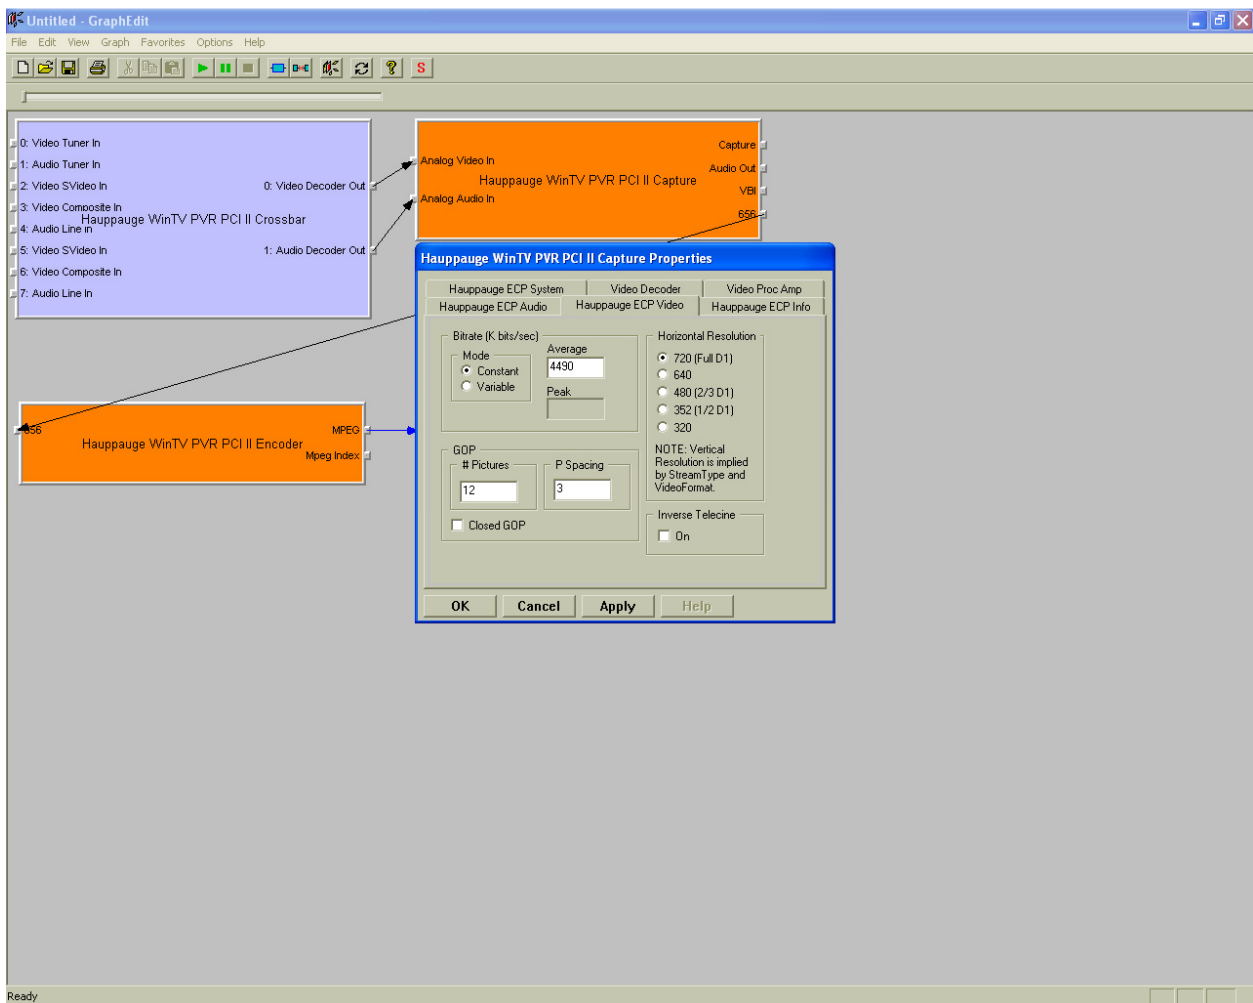 Untitled - GraphEdit
File Edit View Graph Favorites Options Help
S
0: Video Tuner In
1: Audio Tuner In
2: Video SVideo In
0: Video Decoder Out
3: Video Composite In
Hauppauge WinTV PVR PCI II Crossbar
4: Audio Line in
5: Video SVideo In
1: Audio Decoder Out
6: Video Composite In
7: Audio Line In
Capture
Analog Video In
Audio Out
Hauppauge WinTV PVR PCI II Capture
VBI
Analog Audio In
656
656
MPEG
Hauppauge WinTV PVR PCI II Encoder
Mpeg Index
Hauppauge WinTV PVR PCI II Capture Properties
Hauppauge ECP System Video Decoder Video Proc Amp
Hauppauge ECP Audio Hauppauge ECP Video Hauppauge ECP Info
Bitrate (K bits/sec)
Mode
Constant
Variable
Average
4490
Peak
GOP
# Pictures
12
P Spacing
3
Closed GOP
Horizontal Resolution
720 (Full D1)
640
480 (2/3 D1)
352 (1/2 D1)
320
NOTE: Vertical
Resolution is implied
by StreamType and
VideoFormat.
Inverse Telecine
On
OK Cancel Apply Help
Ready